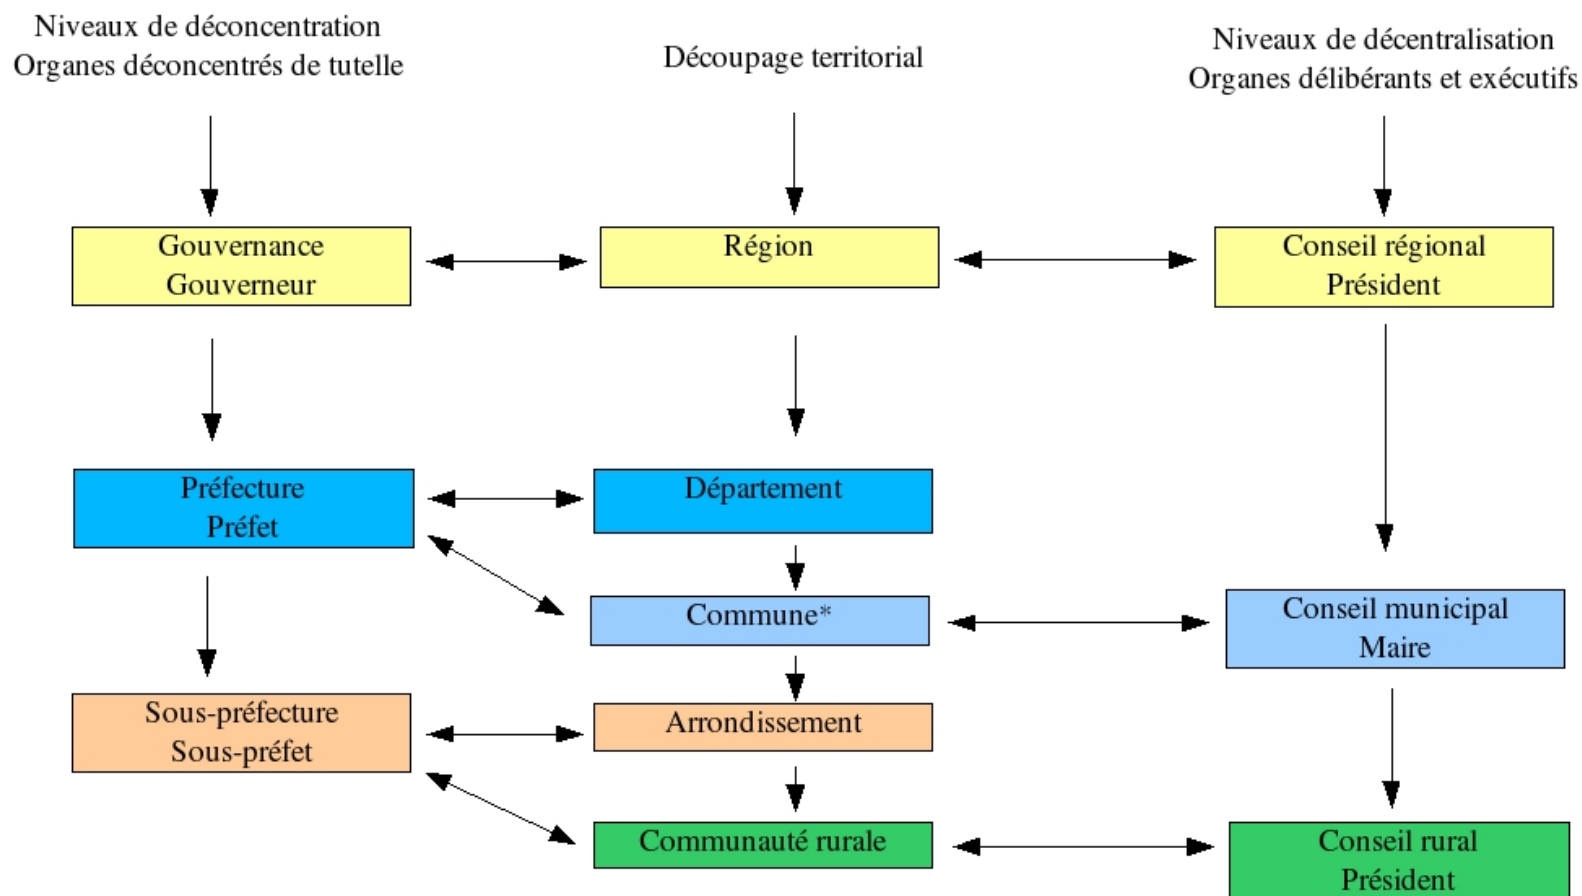 Niveaux de déconcentration
Organes déconcentrés de tutelle
Découpage territorial
Niveaux de décentralisation
Organes délibérants et exécutifs
Gouvernance
Gouverneur
Région
Conseil régional
Président
Préfecture
Préfet
Département
Commune*
Conseil municipal
Maire
Sous-préfecture
Sous-préfet
Arrondissement
Communauté rurale
Conseil rural
Président